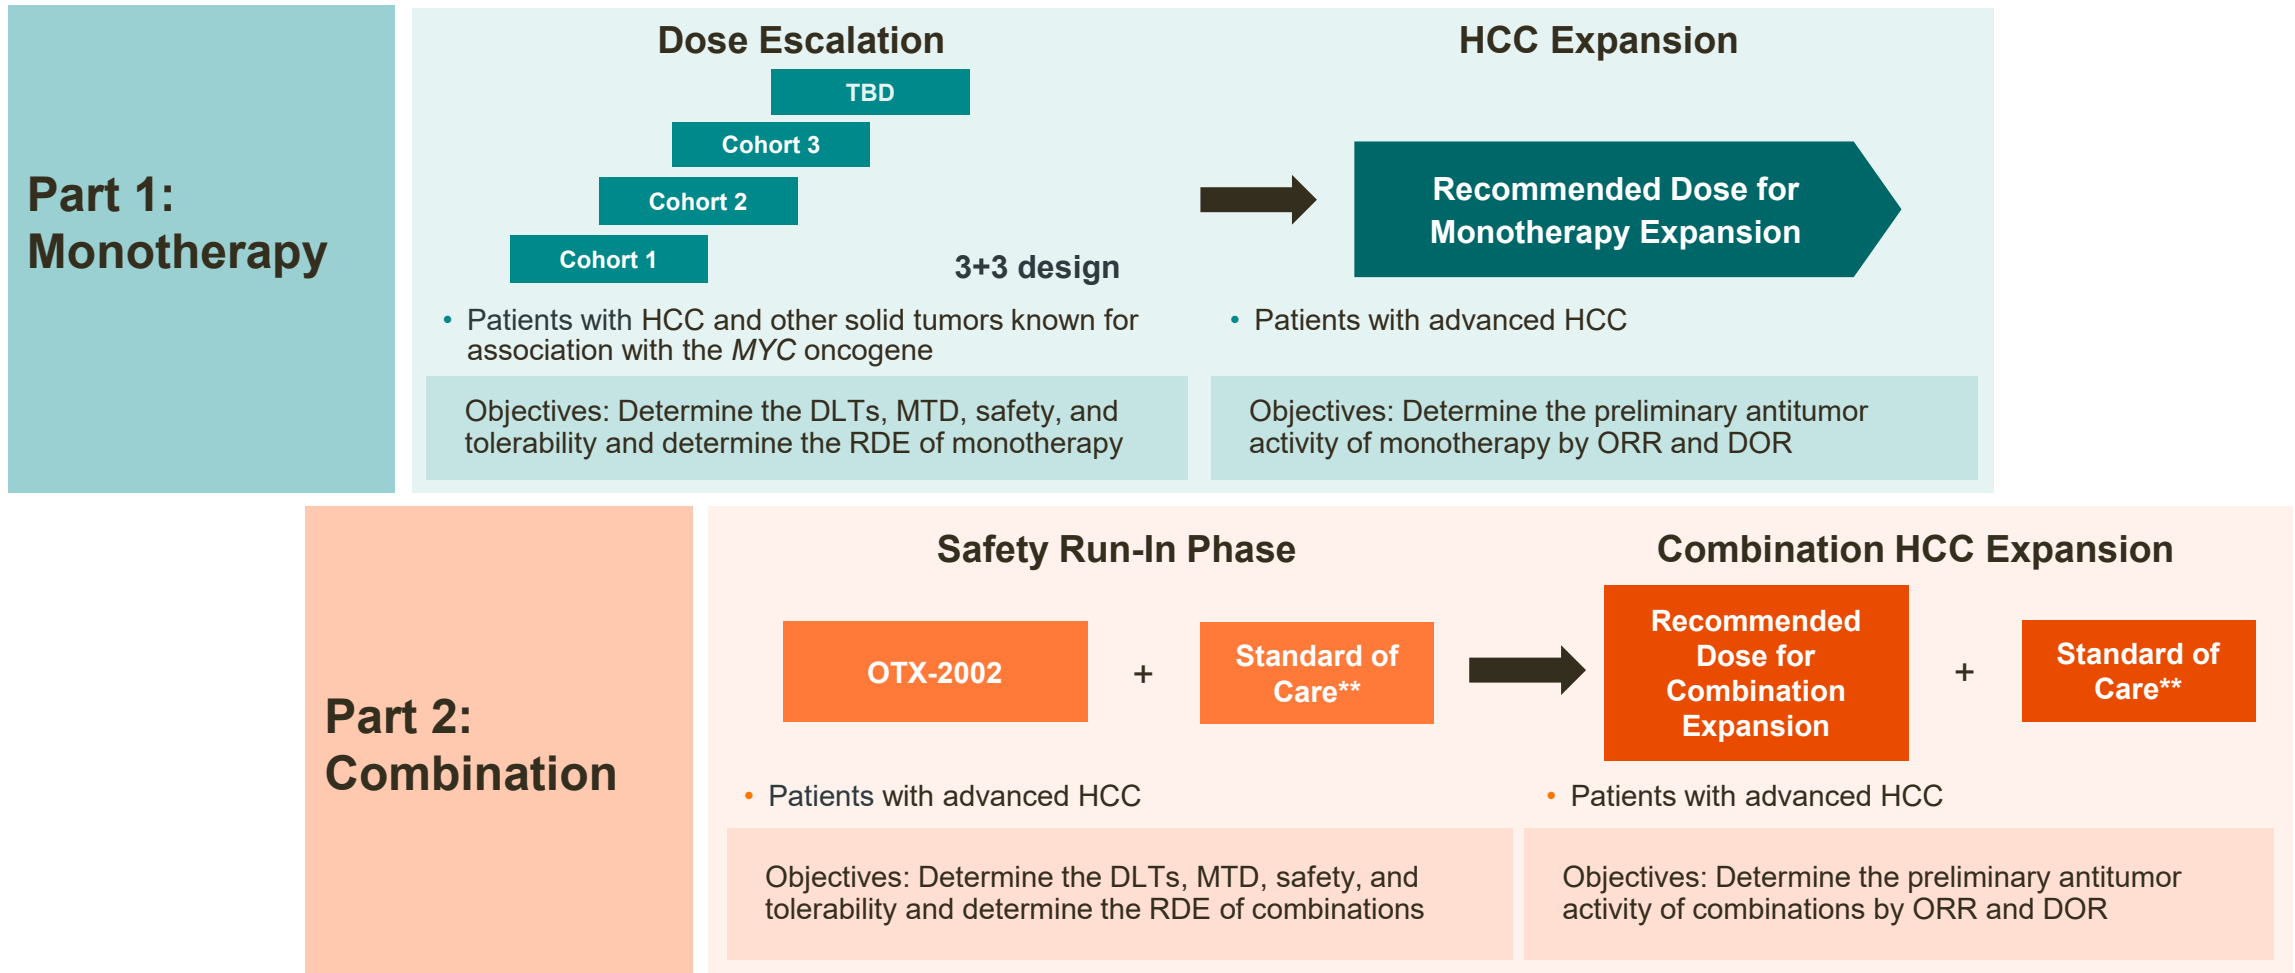 Part 1:
Monotherapy
Dose Escalation
TBD
Cohort 3
Cohort 2
Cohort 1
3+3 design
• Patients with HCC and other solid tumors known for
association with the MYC oncogene
Objectives: Determine the DLTs, MTD, safety, and
tolerability and determine the RDE of monotherapy
HCC Expansion
Recommended Dose for
Monotherapy Expansion
• Patients with advanced HCC
Objectives: Determine the preliminary antitumor
activity of monotherapy by ORR and DOR
Part 2:
Combination
Safety Run-In Phase
OTX-2002
+
Standard of
Care**
• Patients with advanced HCC
Objectives: Determine the DLTs, MTD, safety, and
tolerability and determine the RDE of combinations
Combination HCC Expansion
Recommended
Dose for
Combination
Expansion
+
Standard of
Care**
• Patients with advanced HCC
Objectives: Determine the preliminary antitumor
activity of combinations by ORR and DOR